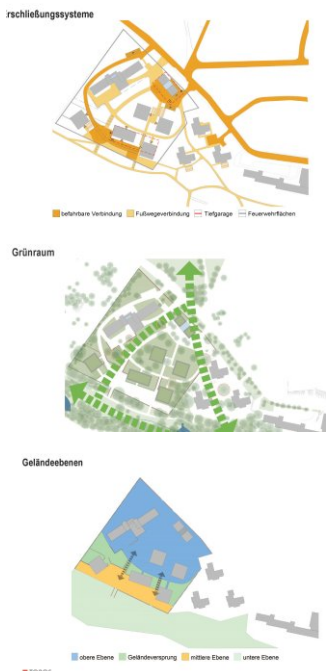 rschließungssysteme
befahrbare Verbindung Fußwegeverbindung Tiefgarage Feuerwehrflächen
Grünraum
Geländeebenen
obere Ebene Geländeversprung mittlere Ebene untere Ebene